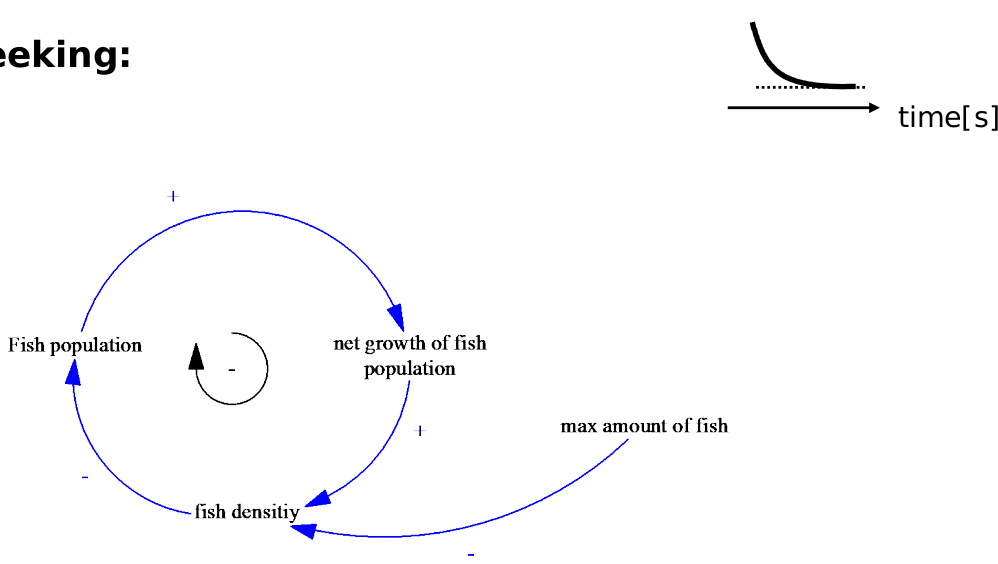 eeking:
time[s]
+
Fish population
net growth of fish
population
-
+
max amount of fish
-
fish densitiy
-